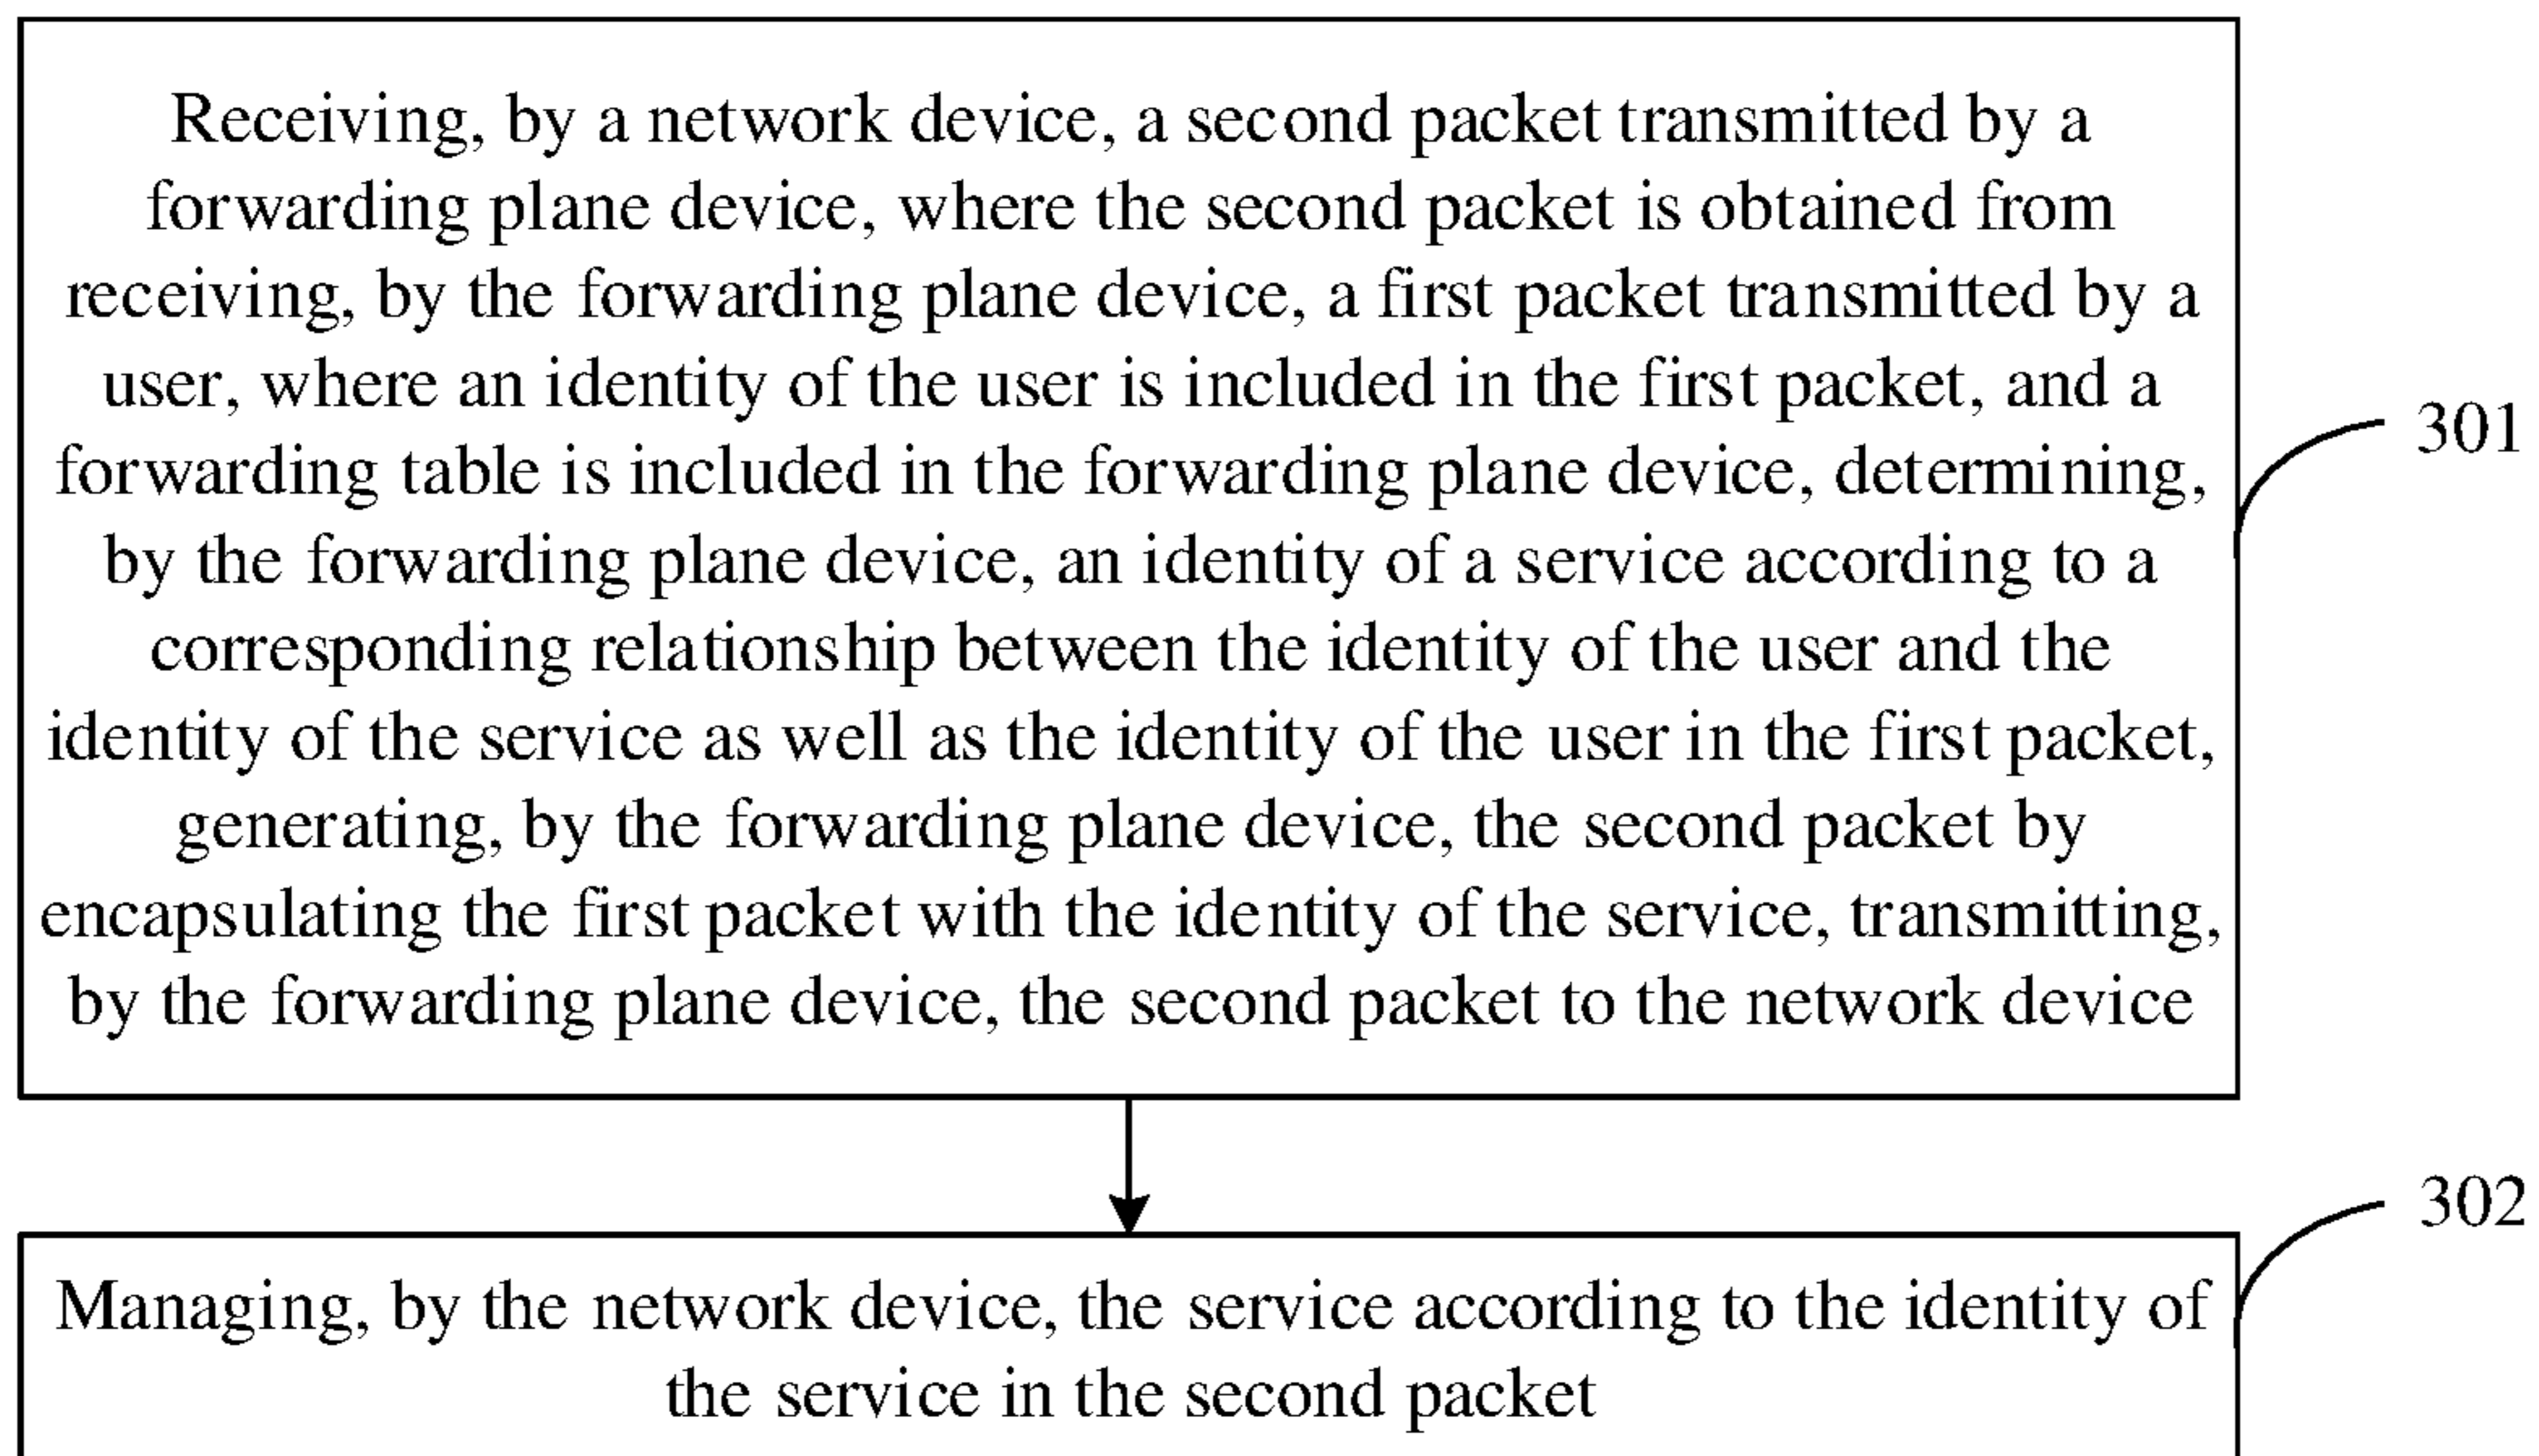 Receiving, by a network device, a second packet transmitted by a
forwarding plane device, where the second packet is obtained from
receiving, by the forwarding plane device, a first packet transmitted by a
user, where an identity of the user is included in the first packet, and a
forwarding table is included in the forwarding plane device, determining,
by the forwarding plane device, an identity of a service according to a
corresponding relationship between the identity of the user and the
identity of the service as well as the identity of the user in the first packet,
generating, by the forwarding plane device, the second packet by
encapsulating the first packet with the identity of the service, transmitting,
by the forwarding plane device, the second packet to the network device
301
302
Managing, by the network device, the service according to the identity of
the service in the second packet